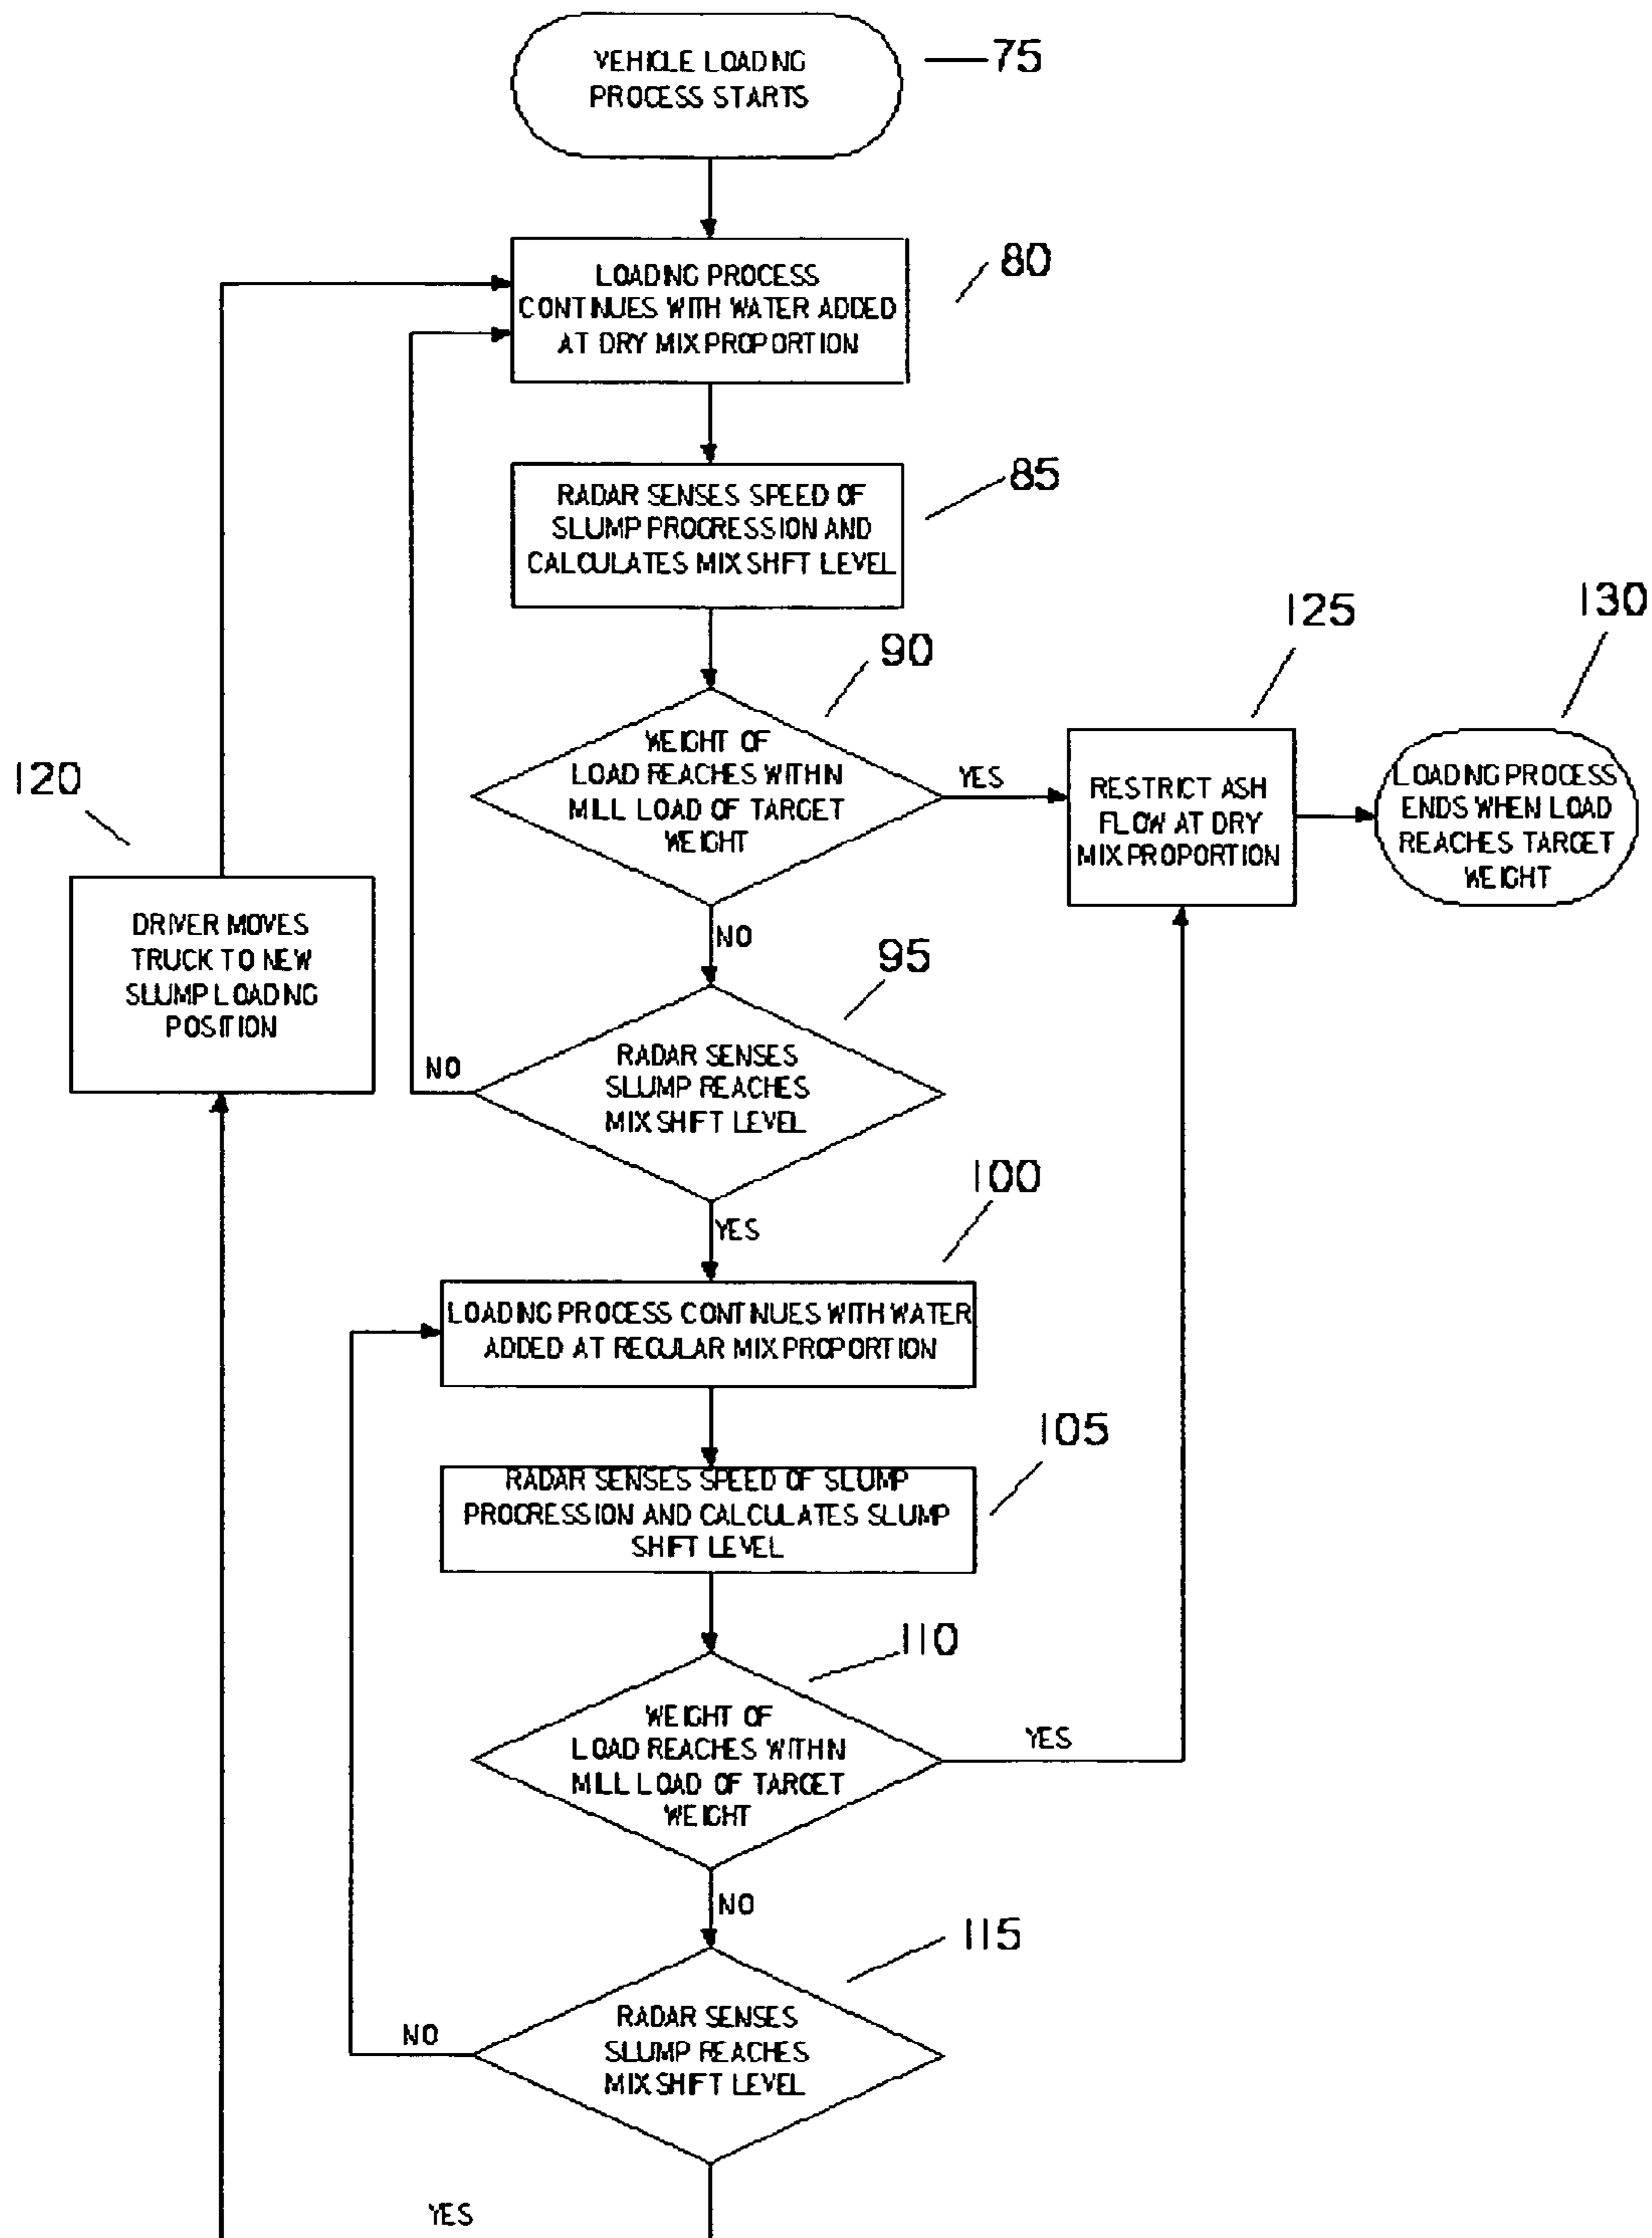 VEHICLE LOADING
PROCESS STARTS
75
LOADING PROCESS
CONTINUES WITH WATER ADDED
AT DRY MIX PROPORTION
80
RADAR SENSES SPEED OF
SLUMP PROGRESSION AND
CALCULATES MIX SHIFT LEVEL
85
WEIGHT OF
LOAD REACHES WITHIN
MILL LOAD OF TARGET
WEIGHT
90
YES
NO
RESTRICT ASH
FLOW AT DRY
MIX PROPORTION
125
LOADING PROCESS
ENDS WHEN LOAD
REACHES TARGET
WEIGHT
130
120
DRIVER MOVES
TRUCK TO NEW
SLUMP LOADING
POSITION
RADAR SENSES
SLUMP REACHES
MIX SHIFT LEVEL
95
NO
YES
100
LOADING PROCESS CONTINUES WITH WATER
ADDED AT REGULAR MIX PROPORTION
105
RADAR SENSES SPEED OF SLUMP
PROGRESSION AND CALCULATES SLUMP
SHIFT LEVEL
110
WEIGHT OF
LOAD REACHES WITHIN
MILL LOAD OF TARGET
WEIGHT
YES
NO
115
RADAR SENSES
SLUMP REACHES
MIX SHIFT LEVEL
NO
YES